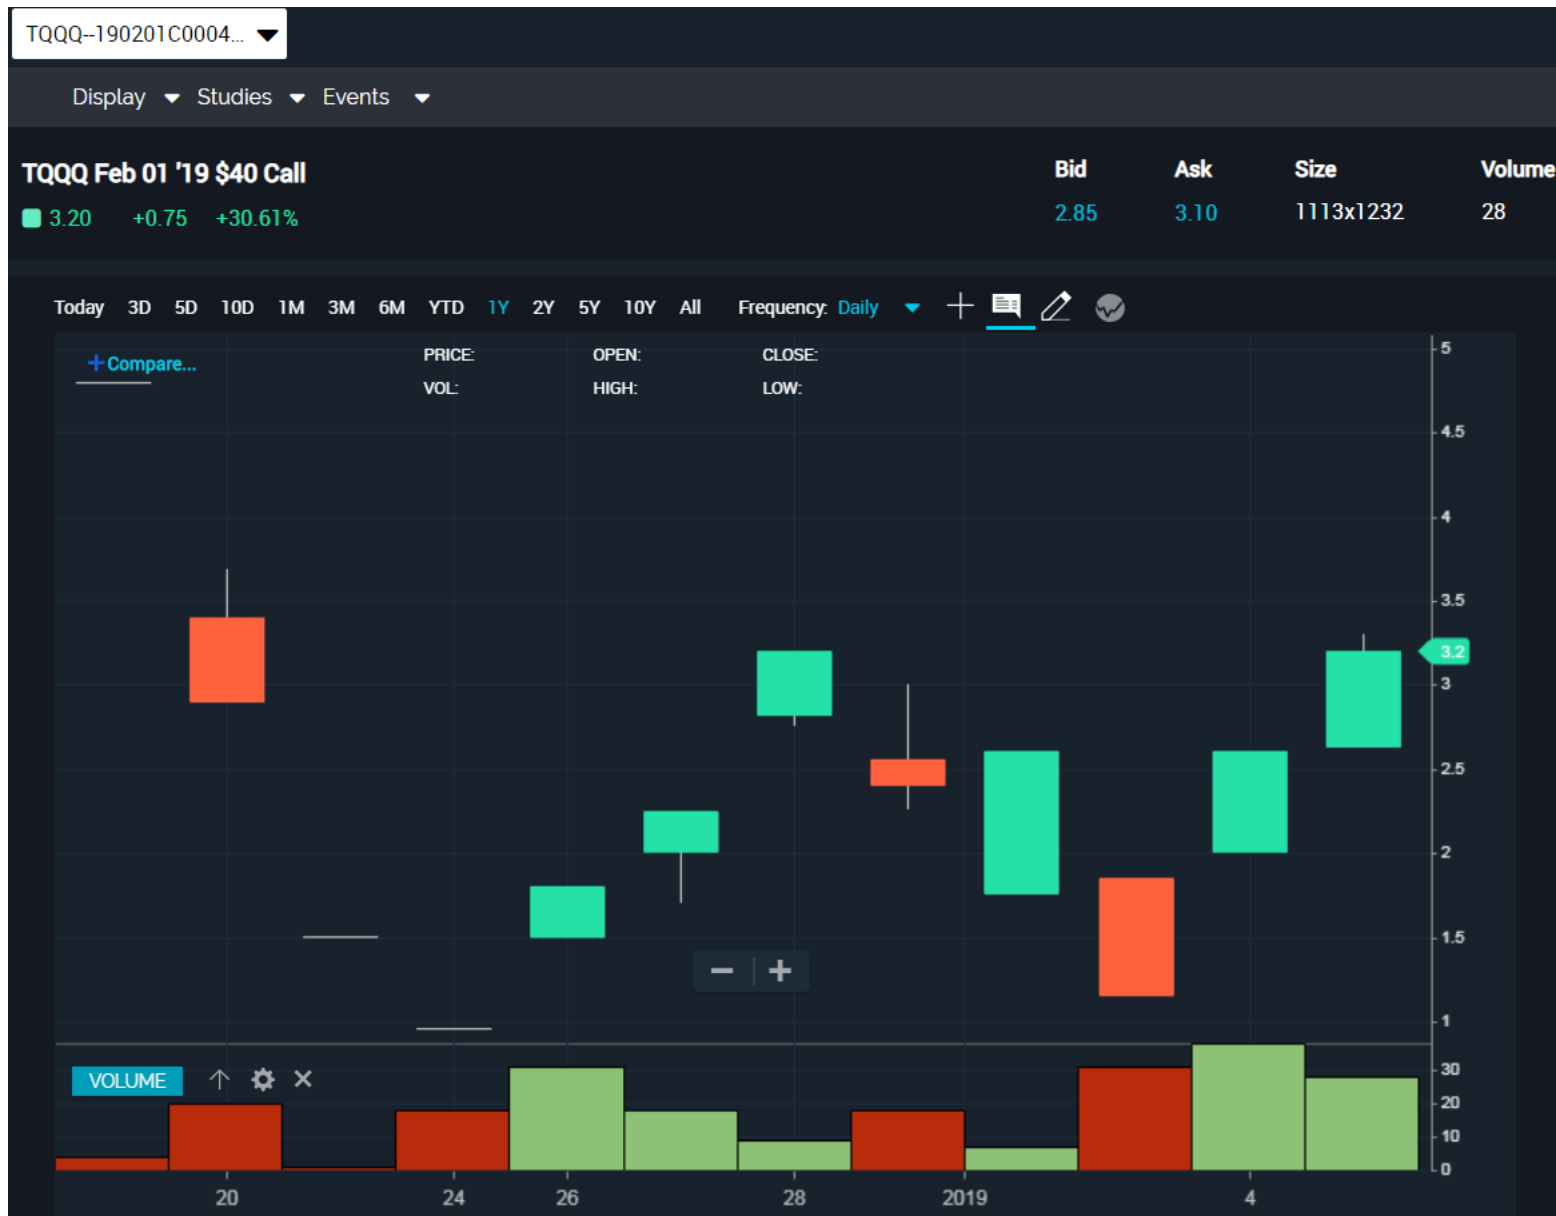 TQQQ--190201C0004...
Display Studies Events
TQQQ Feb 01 '19 $40 Call
3.20 +0.75 +30.61%
Bid Ask Size Volume
2.85 3.10 1113x1232 28
Today 3D 5D 10D 1M 3M 6M YTD 1Y 2Y 5Y 10Y All Frequency: Daily
+Compare...
PRICE: OPEN: CLOSE:
VOL: HIGH: LOW:
5
4.5
4
3.5
3.2
3
2.5
2
1.5
1
VOLUME
30
20
10
0
20 24 26 28 2019 4